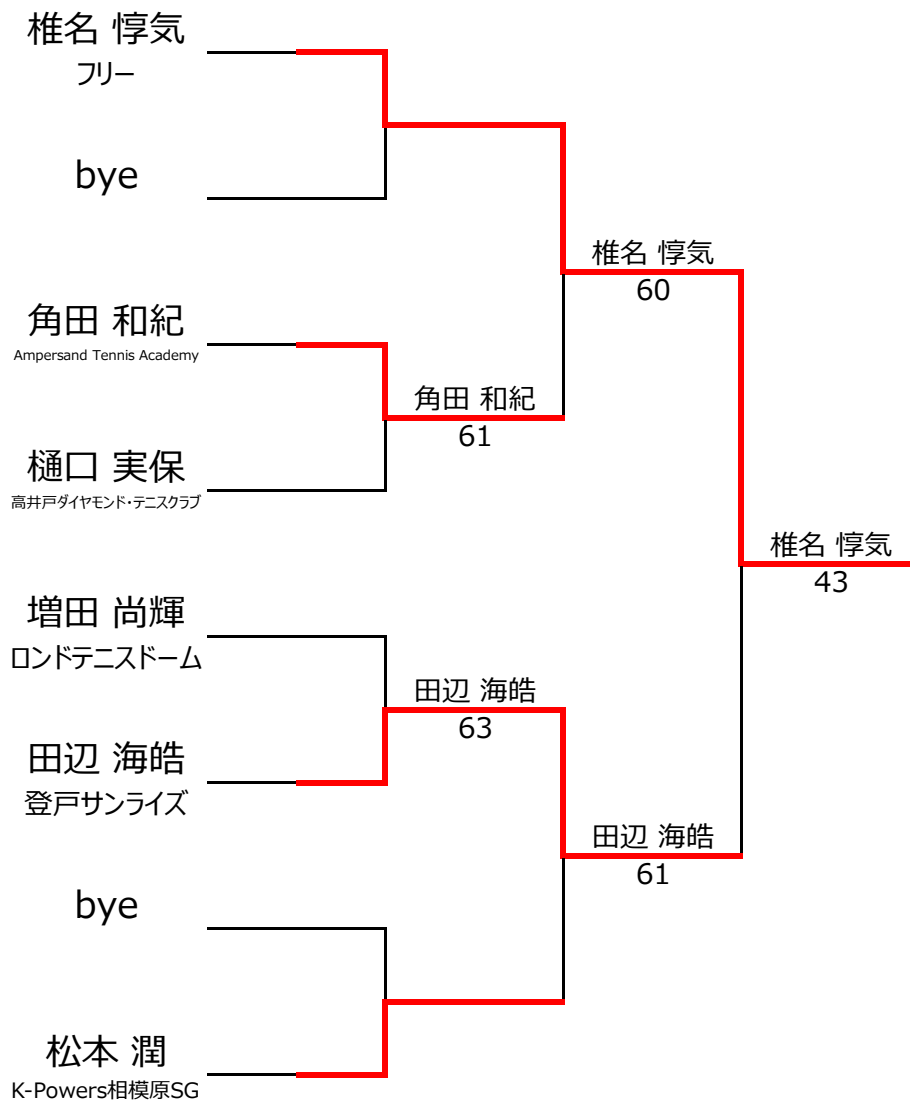 椎名 惇気
フリー
bye
角田 和紀
Ampersand Tennis Academy
樋口 実保
高井戸ダイヤモンド・テニスクラブ
増田 尚輝
ロンドテニスドーム
田辺 海皓
登戸サンライズ
bye
松本 潤
K-Powers相模原SG
角田 和紀
61
田辺 海皓
63
椎名 惇気
60
田辺 海皓
61
椎名 惇気
43